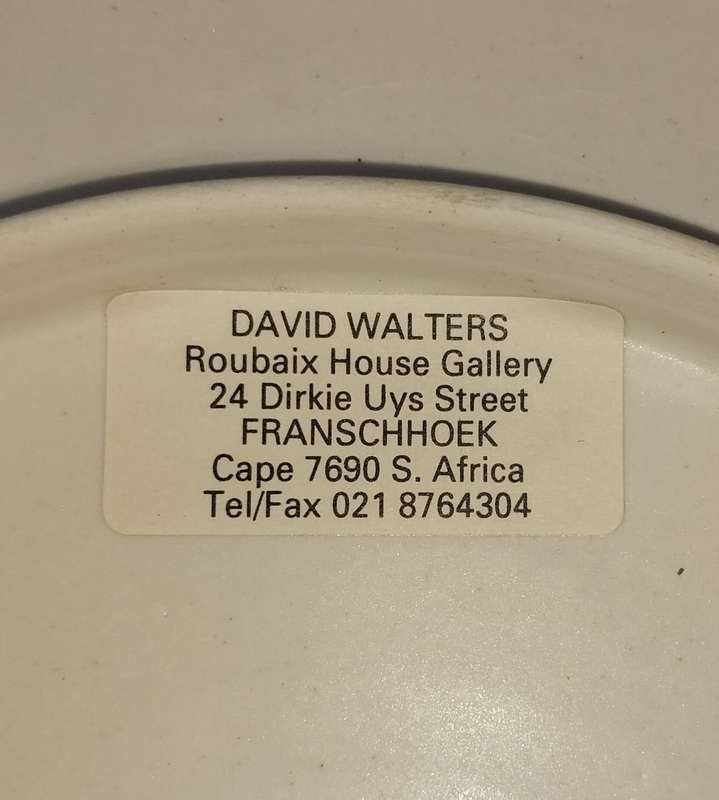 DAVID WALTERS
Roubaix House Gallery
24 Dirkie Uys Street
FRANSCHHOEK
Cape 7690 S. Africa
Tel/Fax 021 8764304